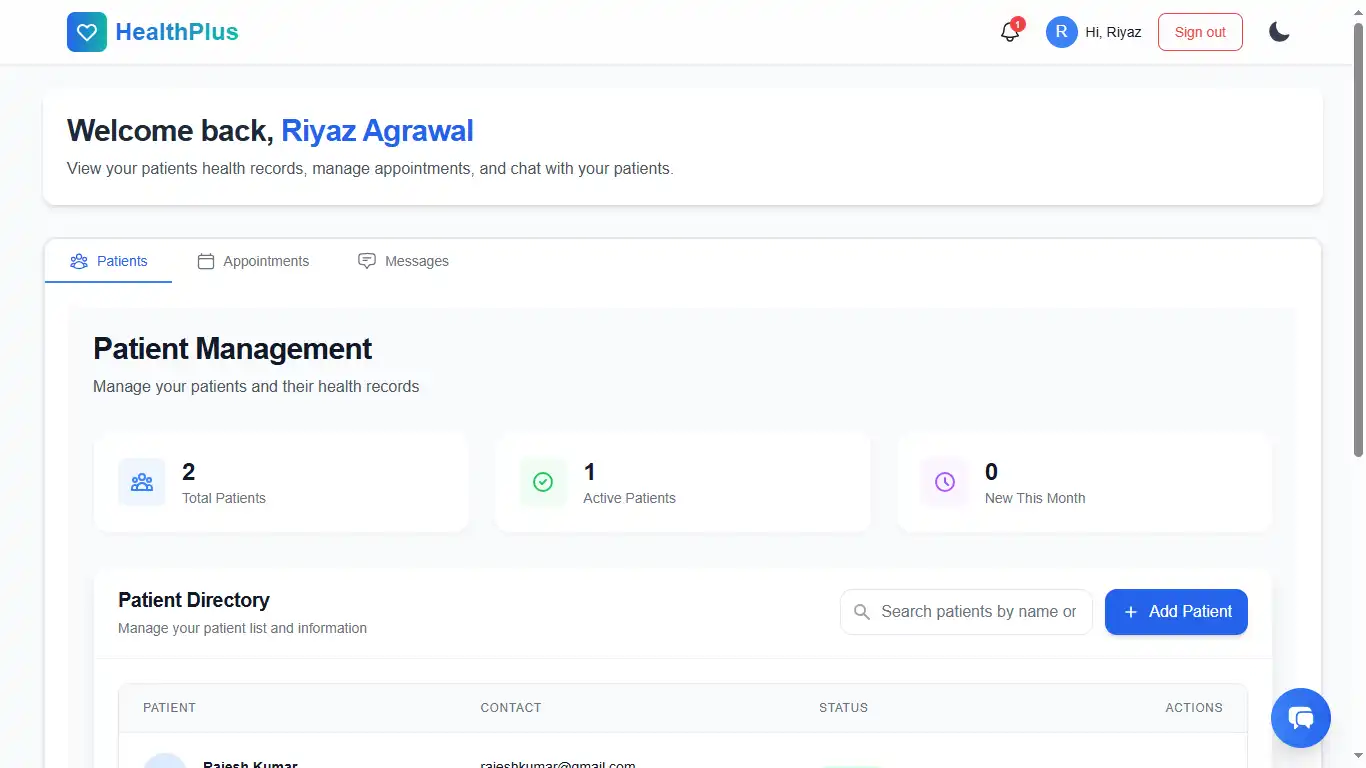 HealthPlus
1
R
Hi, Riyaz
Sign out
Welcome back, Riyaz Agrawal
View your patients health records, manage appointments, and chat with your patients.
Patients
Appointments
Messages
Patient Management
Manage your patients and their health records
2
Total Patients
1
Active Patients
0
New This Month
Patient Directory
Manage your patient list and information
Search patients by name or
+ Add Patient
PATIENT
CONTACT
STATUS
ACTIONS
Rajesh Kumar
rajeshkumar@gmail.com